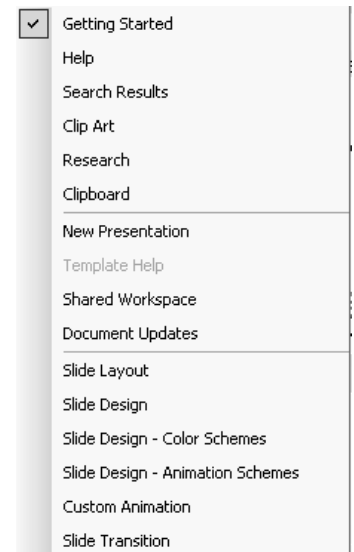 Getting Started
Help
Search Results
Clip Art
Research
Clipboard
New Presentation
Template Help
Shared Workspace
Document Updates
Slide Layout
Slide Design
Slide Design - Color Schemes
Slide Design - Animation Schemes
Custom Animation
Slide Transition